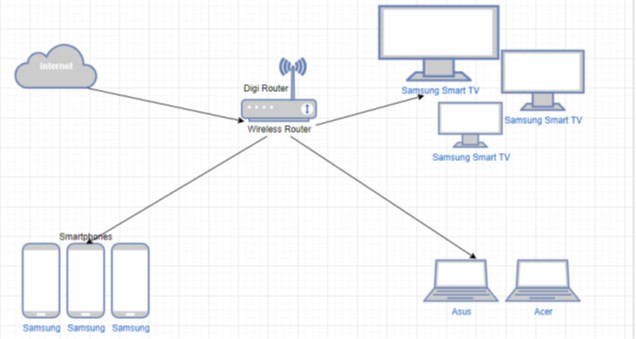 Internet
Digi Router
Wireless Router
Samsung Smart TV
Samsung Smart TV
Samsung Smart TV
Smartphones
Samsung Samsung Samsung
Asus Acer